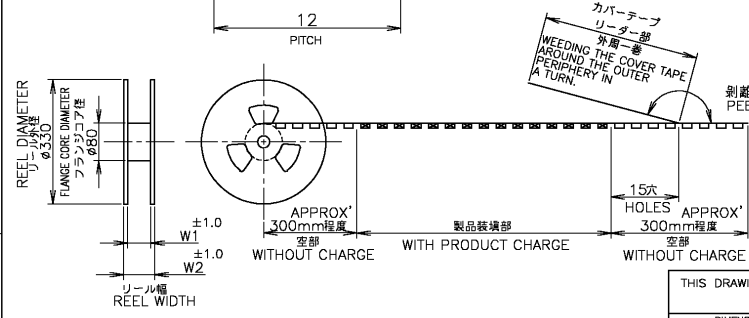 12
PITCH
カバーテープ
リーダー部
外周一巻
WEEDING THE COVER TAPE
AROUND THE OUTER
PERIPHERY IN
A TURN.
剝離
PEE
REEL DIAMETER
リール外径
ø330
FLANGE CORE DIAMETER
フランジコア径
ø80
±1.0
W1
±1.0
W2
リール幅
REEL WIDTH
APPROX'
300mm程度
空部
WITHOUT CHARGE
製品装填部
WITH PRODUCT CHARGE
15穴
HOLES
APPROX'
300mm程度
空部
WITHOUT CHARGE
THIS DRAWI